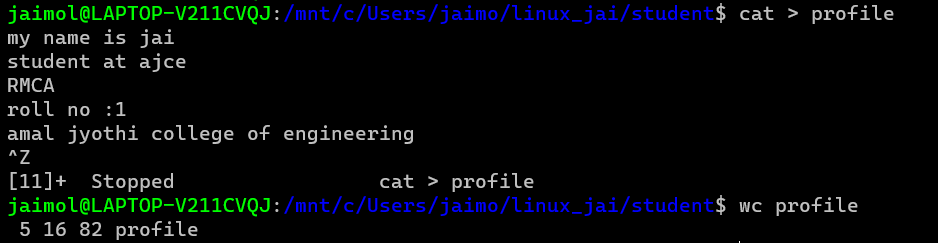 jaimol@LAPTOP-V211CVQJ:/mnt/c/Users/jaimo/linux_jai/student$ cat > profile
my name is jai
student at ajce
RMCA
roll no :1
amal jyothi college of engineering
^Z
[11]+  Stopped                 cat > profile
jaimol@LAPTOP-V211CVQJ:/mnt/c/Users/jaimo/linux_jai/student$ wc profile
 5 16 82 profile